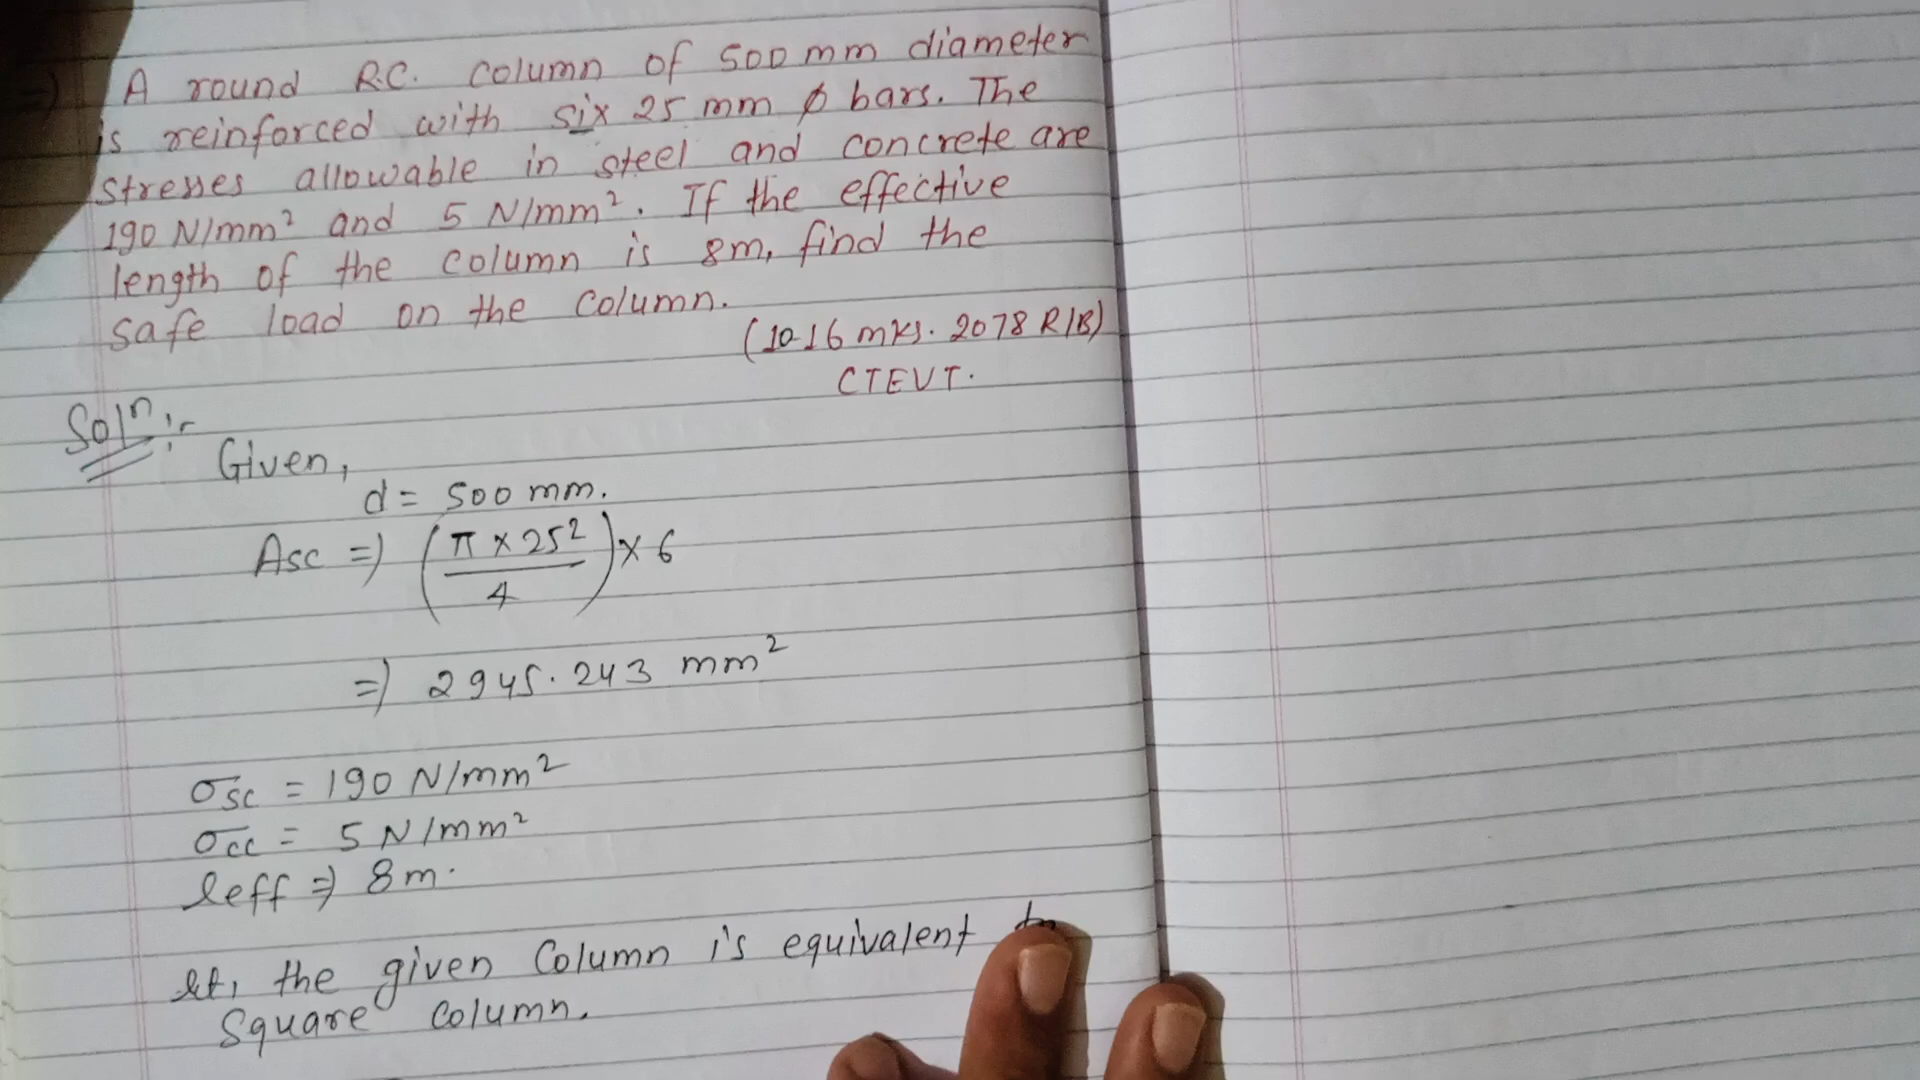 =) A round R.C. column of 500 mm diameter
is reinforced with six 25 mm ϕ bars. The
stresses allowable in steel and concrete are
190 N/mm² and 5 N/mm². If the effective
length of the column is 8m, find the
safe load on the column.
(10-16 mks. 2078 R/B)
CTEVT.
Solⁿ:-
Given,
d = 500 mm.
Asc => (π × 25² / 4) × 6
=> 2945.243 mm²
σsc = 190 N/mm²
σcc = 5 N/mm²
leff => 8m.
let, the given Column is equivalent
Square column.